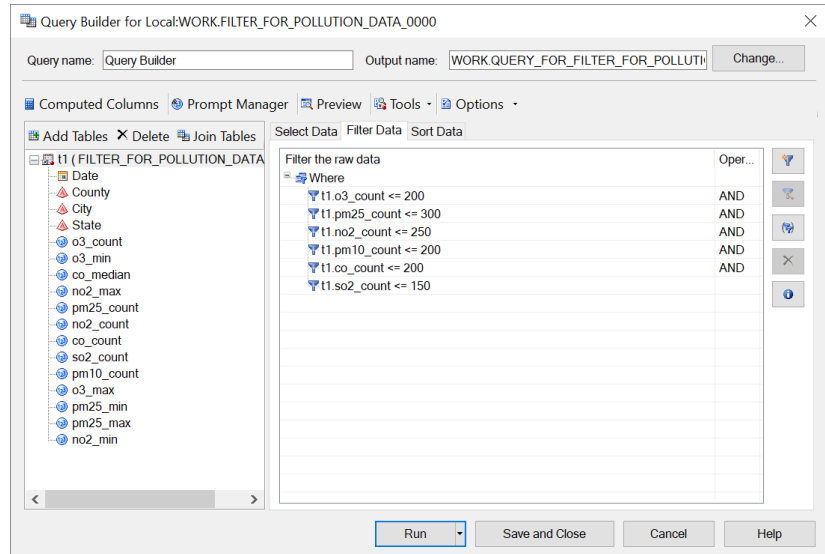 Query Builder for Local:WORK.FILTER_FOR_POLLUTION_DATA_0000
Query name: Query Builder Output name: WORK.QUERY_FOR_FILTER_FOR_POLLUTI Change...
Computed Columns Prompt Manager Preview Tools Options
Add Tables Delete Join Tables
Select Data Filter Data Sort Data
t1 ( FILTER_FOR_POLLUTION_DATA
Date
County
City
State
o3_count
o3_min
co_median
no2_max
pm25_count
no2_count
co_count
so2_count
pm10_count
o3_max
pm25_min
pm25_max
no2_min
Filter the raw data Oper...
Where
t1.o3_count <= 200 AND
t1.pm25_count <= 300 AND
t1.no2_count <= 250 AND
t1.pm10_count <= 200 AND
t1.co_count <= 200 AND
t1.so2_count <= 150
Run Save and Close Cancel Help